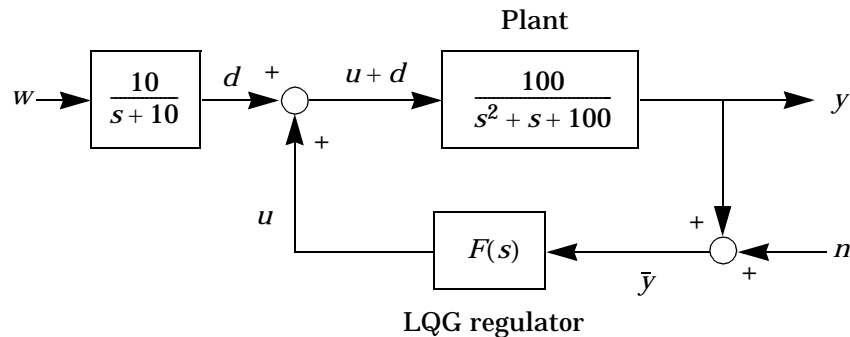 Plant
w
10
s + 10
d
+
u + d
100
s² + s + 100
y
+
u
F(s)
ȳ
+
+
n
LQG regulator